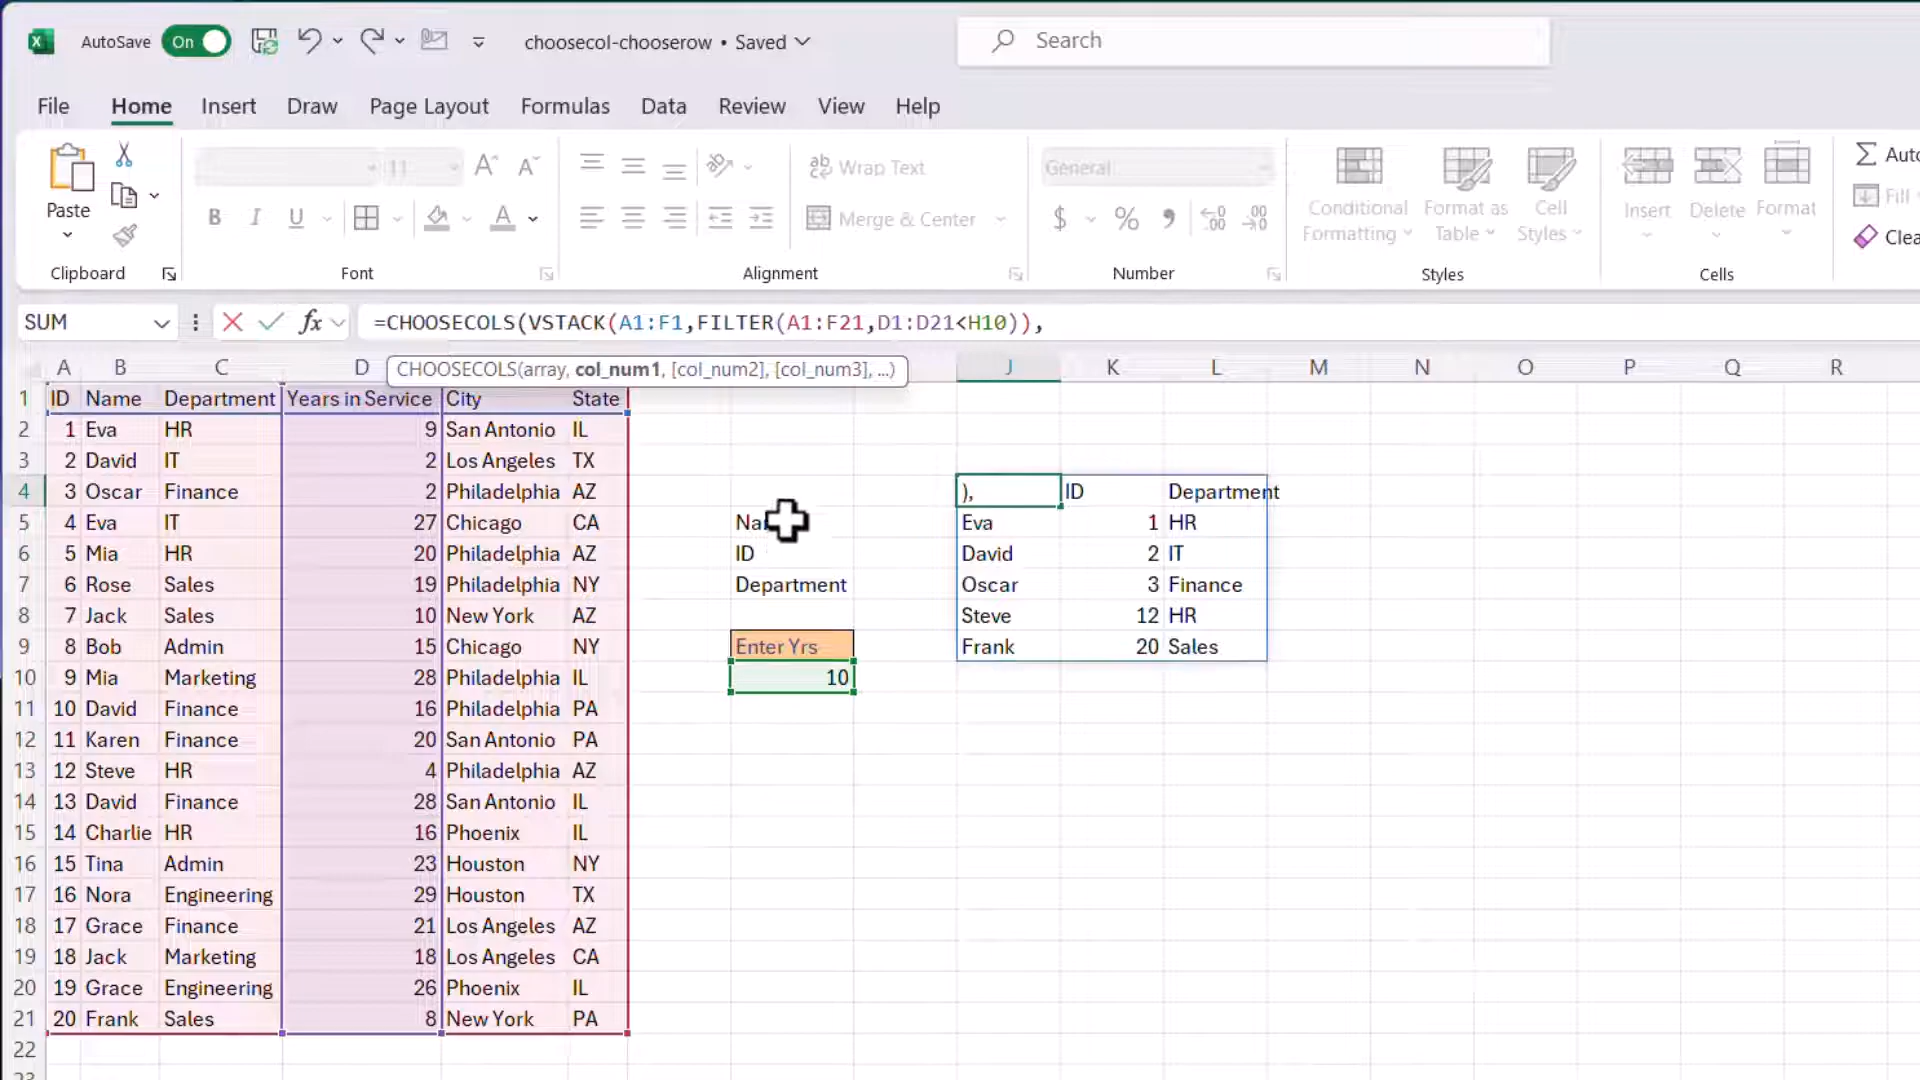 AutoSave On choosecol-chooserow • Saved Search
File Home Insert Draw Page Layout Formulas Data Review View Help
Paste 11 A A ab Wrap Text General Conditional Formatting Format as Table Cell Styles Insert Delete Format Σ Auto
B I U A Merge & Center $ % 9 .00 Fill
Clea
Clipboard Font Alignment Number Styles Cells
SUM fx =CHOOSECOLS(VSTACK(A1:F1,FILTER(A1:F21,D1:D21<H10)),
CHOOSECOLS(array, col_num1, [col_num2], [col_num3], ...)
A B C D J K L M N O P Q R
1 ID Name Department Years in Service City State
2 1 Eva HR 9 San Antonio IL
3 2 David IT 2 Los Angeles TX
4 3 Oscar Finance 2 Philadelphia AZ ), ID Department
5 4 Eva IT 27 Chicago CA Na Eva 1 HR
6 5 Mia HR 20 Philadelphia AZ ID David 2 IT
7 6 Rose Sales 19 Philadelphia NY Department Oscar 3 Finance
8 7 Jack Sales 10 New York AZ Steve 12 HR
9 8 Bob Admin 15 Chicago NY Enter Yrs Frank 20 Sales
10 9 Mia Marketing 28 Philadelphia IL 10
11 10 David Finance 16 Philadelphia PA
12 11 Karen Finance 20 San Antonio PA
13 12 Steve HR 4 Philadelphia AZ
14 13 David Finance 28 San Antonio IL
15 14 Charlie HR 16 Phoenix IL
16 15 Tina Admin 23 Houston NY
17 16 Nora Engineering 29 Houston TX
18 17 Grace Finance 21 Los Angeles AZ
19 18 Jack Marketing 18 Los Angeles CA
20 19 Grace Engineering 26 Phoenix IL
21 20 Frank Sales 8 New York PA
22